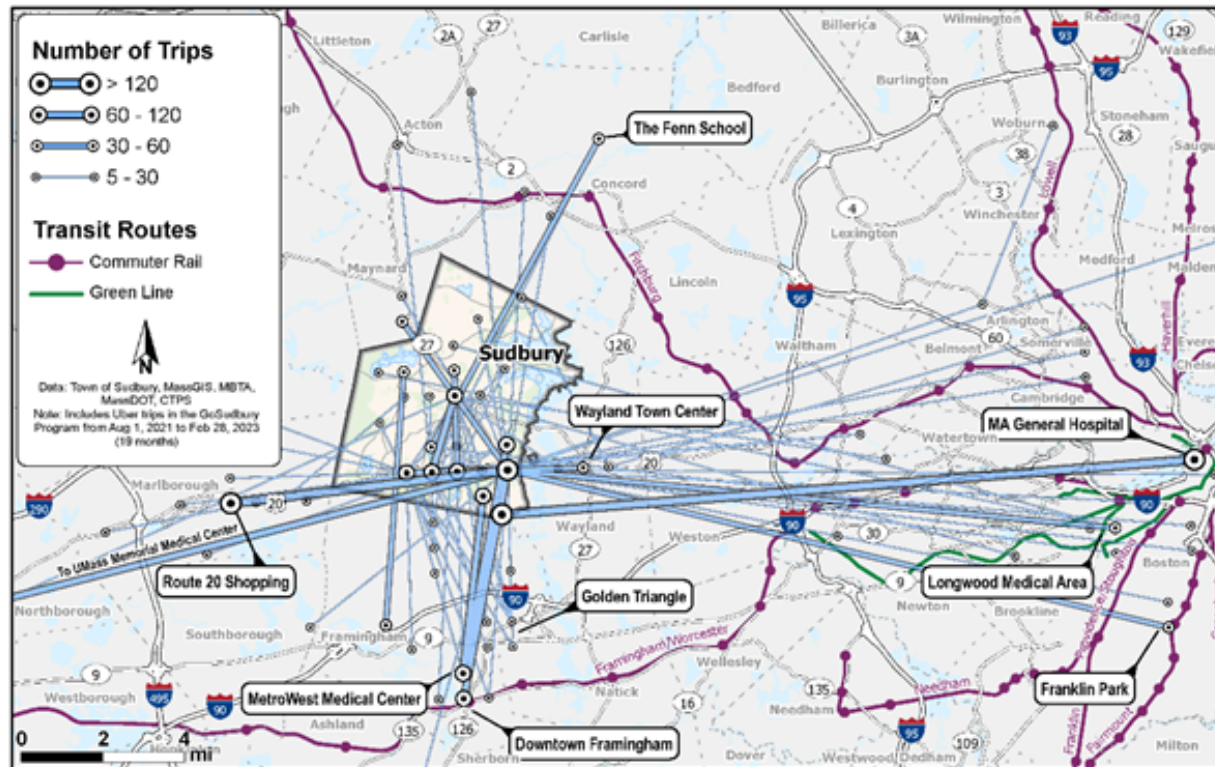 Number of Trips
> 120
60 - 120
30 - 60
5 - 30
Transit Routes
Commuter Rail
Green Line
N
Data: Town of Sudbury, MassGIS, MBTA,
MassDOT, CTPS
Note: Includes Uber trips in the GoSudbury
Program from Aug 1, 2021 to Feb 28, 2023
(19 months)
0 2 4
mi
Littleton
2A
27
Carlisle
Billerica
3A
Wilmington
93
Reading
129
Wakefield
95
Burlington
Bedford
Acton
The Fenn School
Woburn
Stoneham
28
38
Lowell
Saugu
2
Concord
3
Winchester
4
Lexington
Melros
Maynard
Medford
Malden
Fitchburg
Lincoln
95
Arlington
Haverhill
27
Sudbury
126
Waltham
60
Somerville
Belmont
93
Evere
Chels
Wayland Town Center
Cambridge
MA General Hospital
Watertown
20
Marlborough
290
20
90
To UMass Memorial Medical Center
Wayland
Weston
90
30
Route 20 Shopping
27
Boston
9
Longwood Medical Area
Golden Triangle
90
Northborough
Newton
Brookline
Providence/Stoughton
Southborough
Framingham
9
Framingham/Worcester
9
Wellesley
MetroWest Medical Center
Westborough
495
90
Natick
135
Needham
Needham
Franklin Park
Ashland
135
126
16
Franklin
Fairmount
Downtown Framingham
95
Sherborn
Dover
Westwood
Dedham
109
Milton